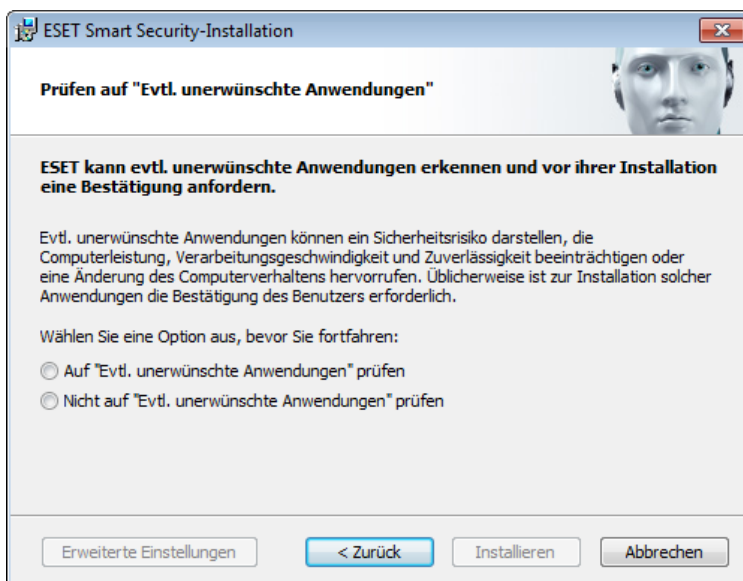 ESET Smart Security-Installation
Prüfen auf "Evtl. unerwünschte Anwendungen"
ESET kann evtl. unerwünschte Anwendungen erkennen und vor ihrer Installation
eine Bestätigung anfordern.
Evtl. unerwünschte Anwendungen können ein Sicherheitsrisiko darstellen, die
Computerleistung, Verarbeitungsgeschwindigkeit und Zuverlässigkeit beeinträchtigen oder
eine Änderung des Computerverhaltens hervorrufen. Üblicherweise ist zur Installation solcher
Anwendungen die Bestätigung des Benutzers erforderlich.
Wählen Sie eine Option aus, bevor Sie fortfahren:
Auf "Evtl. unerwünschte Anwendungen" prüfen
Nicht auf "Evtl. unerwünschte Anwendungen" prüfen
Erweiterte Einstellungen < Zurück Installieren Abbrechen